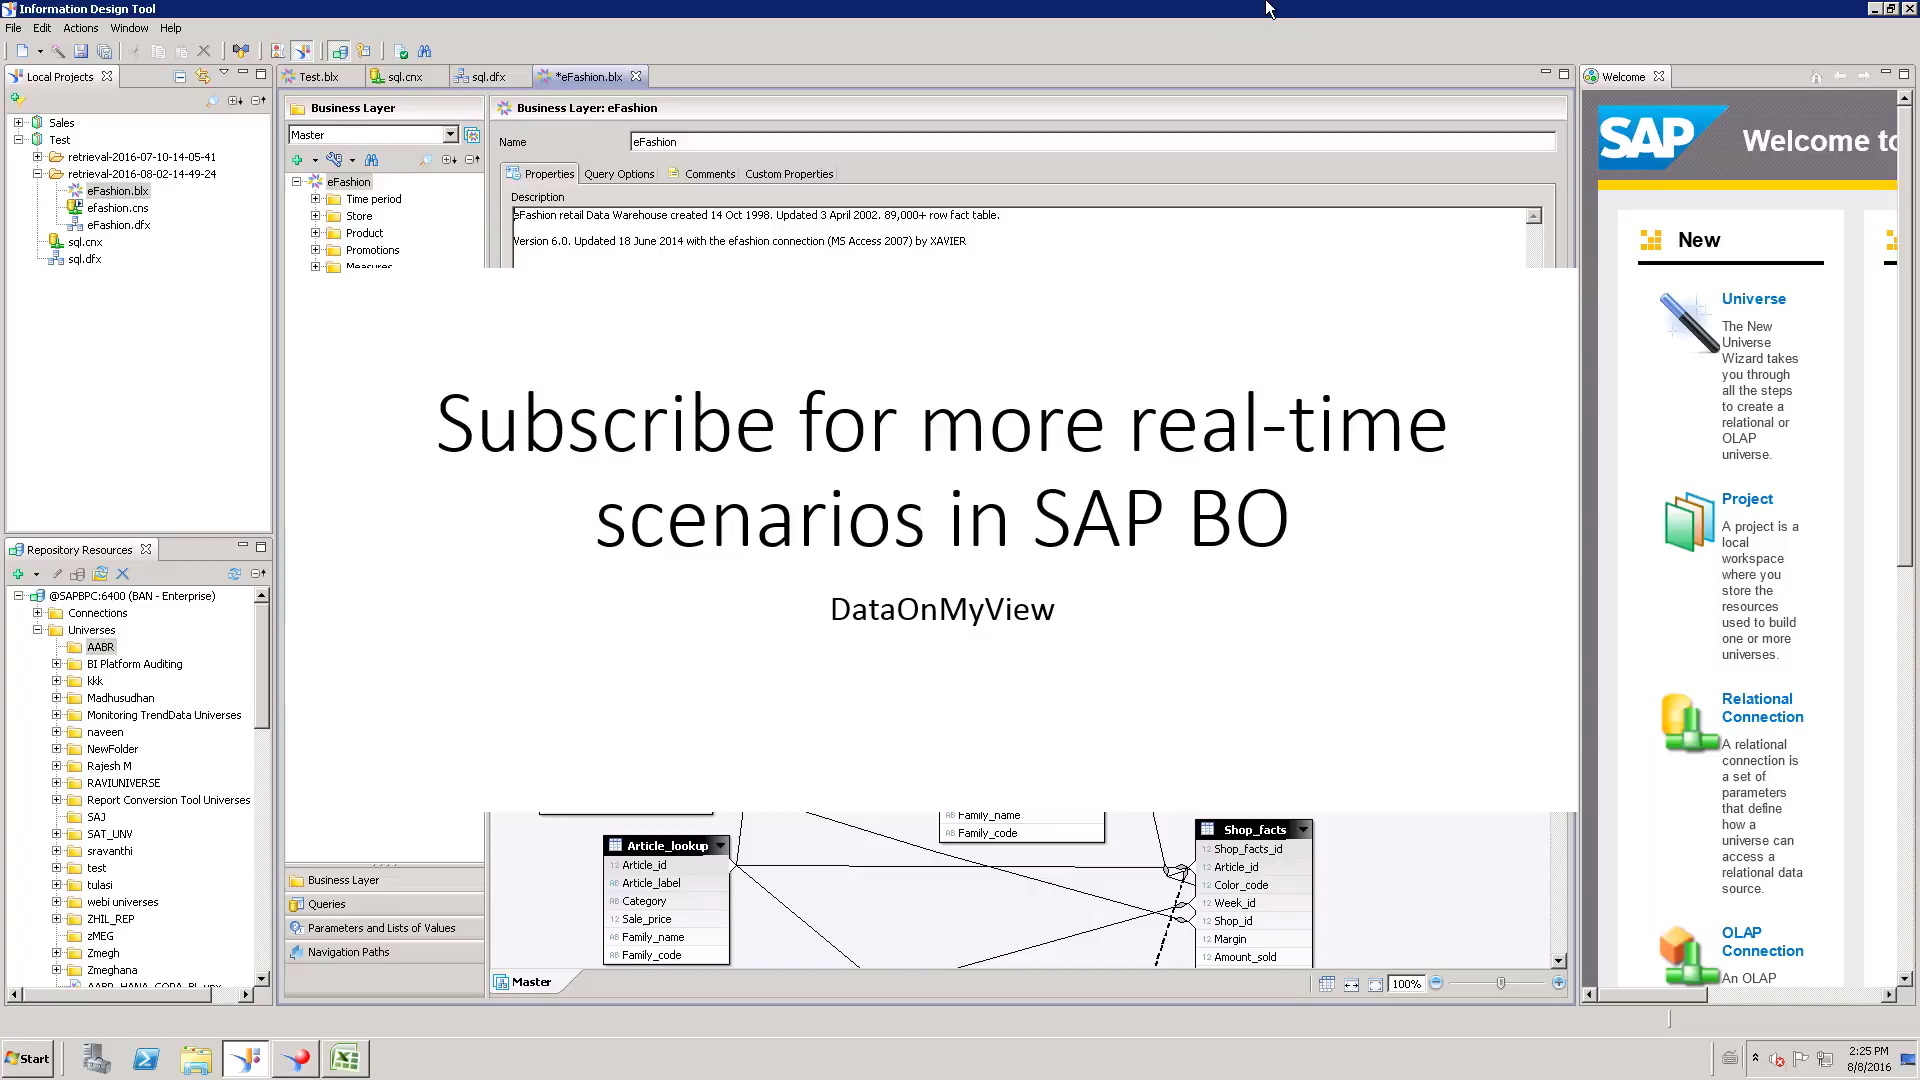 Information Design Tool
File Edit Actions Window Help
Local Projects
Test.blx
sql.cnx
sql.dfx
*eFashion.blx
Welcome
Sales
Test
retrieval-2016-07-10-14-05-41
retrieval-2016-08-02-14-49-24
eFashion.blx
efashion.cns
eFashion.dfx
sql.cnx
sql.dfx
Business Layer
Master
eFashion
Time period
Store
Product
Promotions
Measures
Business Layer: eFashion
Name eFashion
Properties Query Options Comments Custom Properties
Description
eFashion retail Data Warehouse created 14 Oct 1998. Updated 3 April 2002. 89,000+ row fact table.
Version 6.0. Updated 18 June 2014 with the efashion connection (MS Access 2007) by XAVIER
Subscribe for more real-time
scenarios in SAP BO
DataOnMyView
SAP Welcome to
New
Universe
The New
Universe
Wizard takes
you through
all the steps
to create a
relational or
OLAP
universe.
Project
A project is a
local
workspace
where you
store the
resources
used to build
one or more
universes.
Relational
Connection
A relational
connection is
a set of
parameters
that define
how a
universe can
access a
relational data
source.
OLAP
Connection
An OLAP
Repository Resources
@SAPBPC:6400 (BAN - Enterprise)
Connections
Universes
AABR
BI Platform Auditing
kkk
Madhusudhan
Monitoring TrendData Universes
naveen
NewFolder
Rajesh M
RAVIUNIVERSE
Report Conversion Tool Universes
SAJ
SAT_UNV
sravanthi
test
tulasi
webi universes
ZHIL_REP
zMEG
Zmegh
Zmeghana
Business Layer
Queries
Parameters and Lists of Values
Navigation Paths
Family_name
Family_code
Article_lookup
Article_id
Article_label
Category
Sale_price
Family_name
Family_code
Shop_facts
Shop_facts_id
Article_id
Color_code
Week_id
Shop_id
Margin
Amount_sold
Master
100%
Start
2:25 PM
8/8/2016